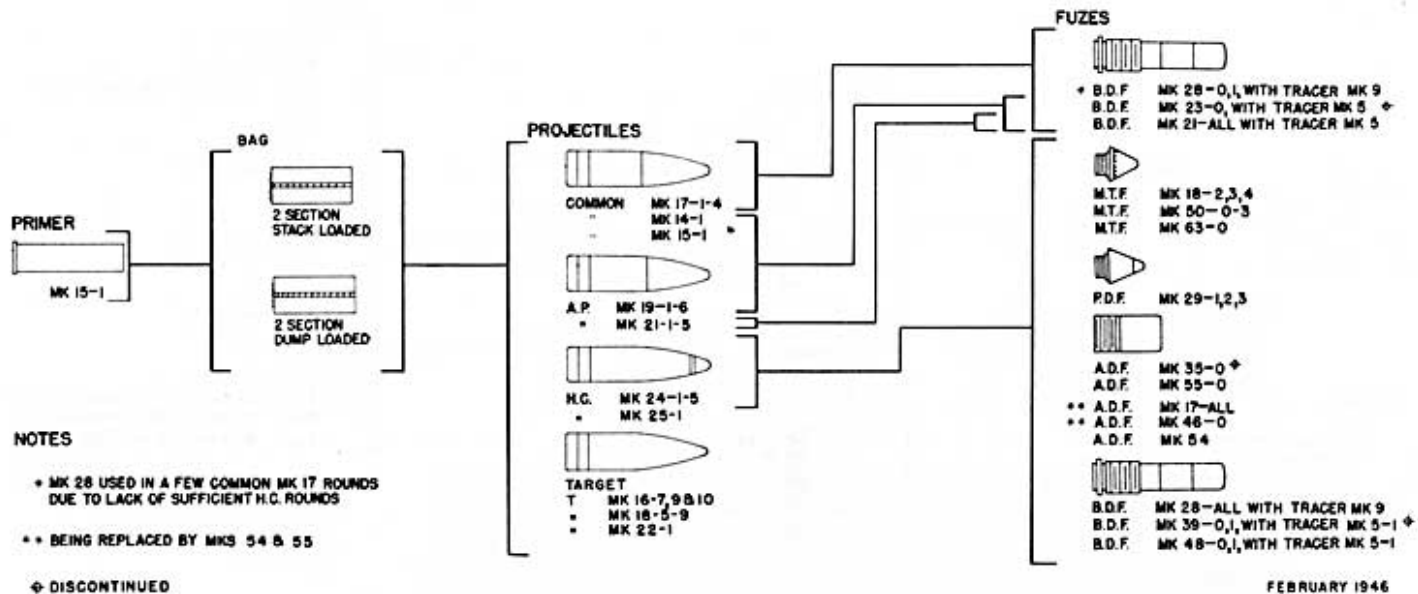 PRIMER
MK 15-1
BAG
2 SECTION
STACK LOADED
2 SECTION
DUMP LOADED
PROJECTILES
COMMON MK 17-1-4
" MK 14-1
" MK 15-1
A.P. MK 19-1-6
" MK 21-1-5
H.C. MK 24-1-5
" MK 25-1
TARGET
T MK 16-7,9&10
" MK 18-5-9
" MK 22-1
FUZES
* B.D.F. MK 28-0,1, WITH TRACER MK 9
B.D.F. MK 23-0, WITH TRACER MK 5 ⌖
B.D.F. MK 21-ALL WITH TRACER MK 5
M.T.F. MK 18-2,3,4
M.T.F. MK 50-0-3
M.T.F. MK 63-0
P.D.F. MK 29-1,2,3
A.D.F. MK 35-0 ⌖
A.D.F. MK 55-0
** A.D.F. MK 17-ALL
** A.D.F. MK 46-0
A.D.F. MK 54
B.D.F. MK 28-ALL WITH TRACER MK 9
B.D.F. MK 39-0,1, WITH TRACER MK 5-1 ⌖
B.D.F. MK 48-0,1, WITH TRACER MK 5-1
NOTES
* MK 28 USED IN A FEW COMMON MK 17 ROUNDS
DUE TO LACK OF SUFFICIENT H.C. ROUNDS
** BEING REPLACED BY MKS 54 & 55
⌖ DISCONTINUED
FEBRUARY 1946